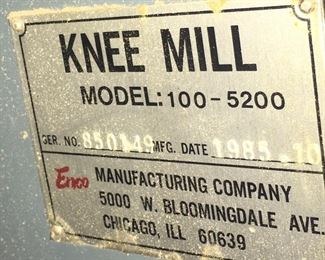 KNEE MILL
MODEL: 100-5200
SER. NO. 850149 MFG. DATE 1985.10
Enco MANUFACTURING COMPANY
5000 W. BLOOMINGDALE AVE.
CHICAGO, ILL 60639